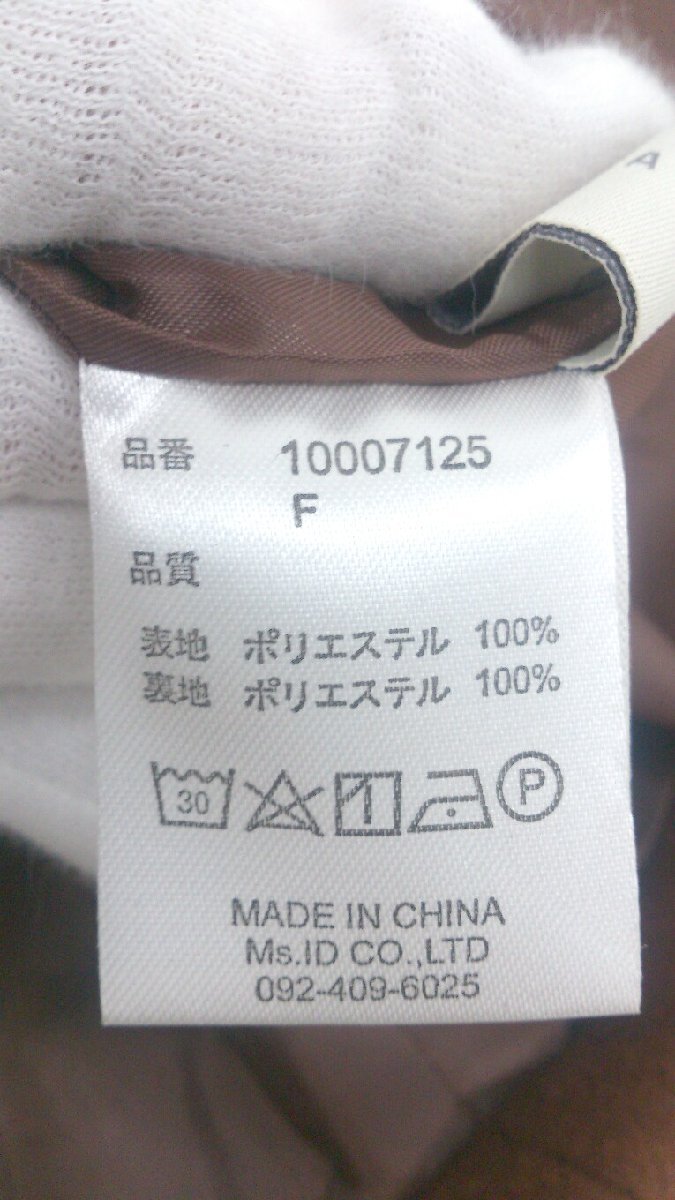 A
品番 10007125
F
品質
表地 ポリエステル 100%
裏地 ポリエステル 100%
30 P
MADE IN CHINA
Ms.ID CO.,LTD
092-409-6025